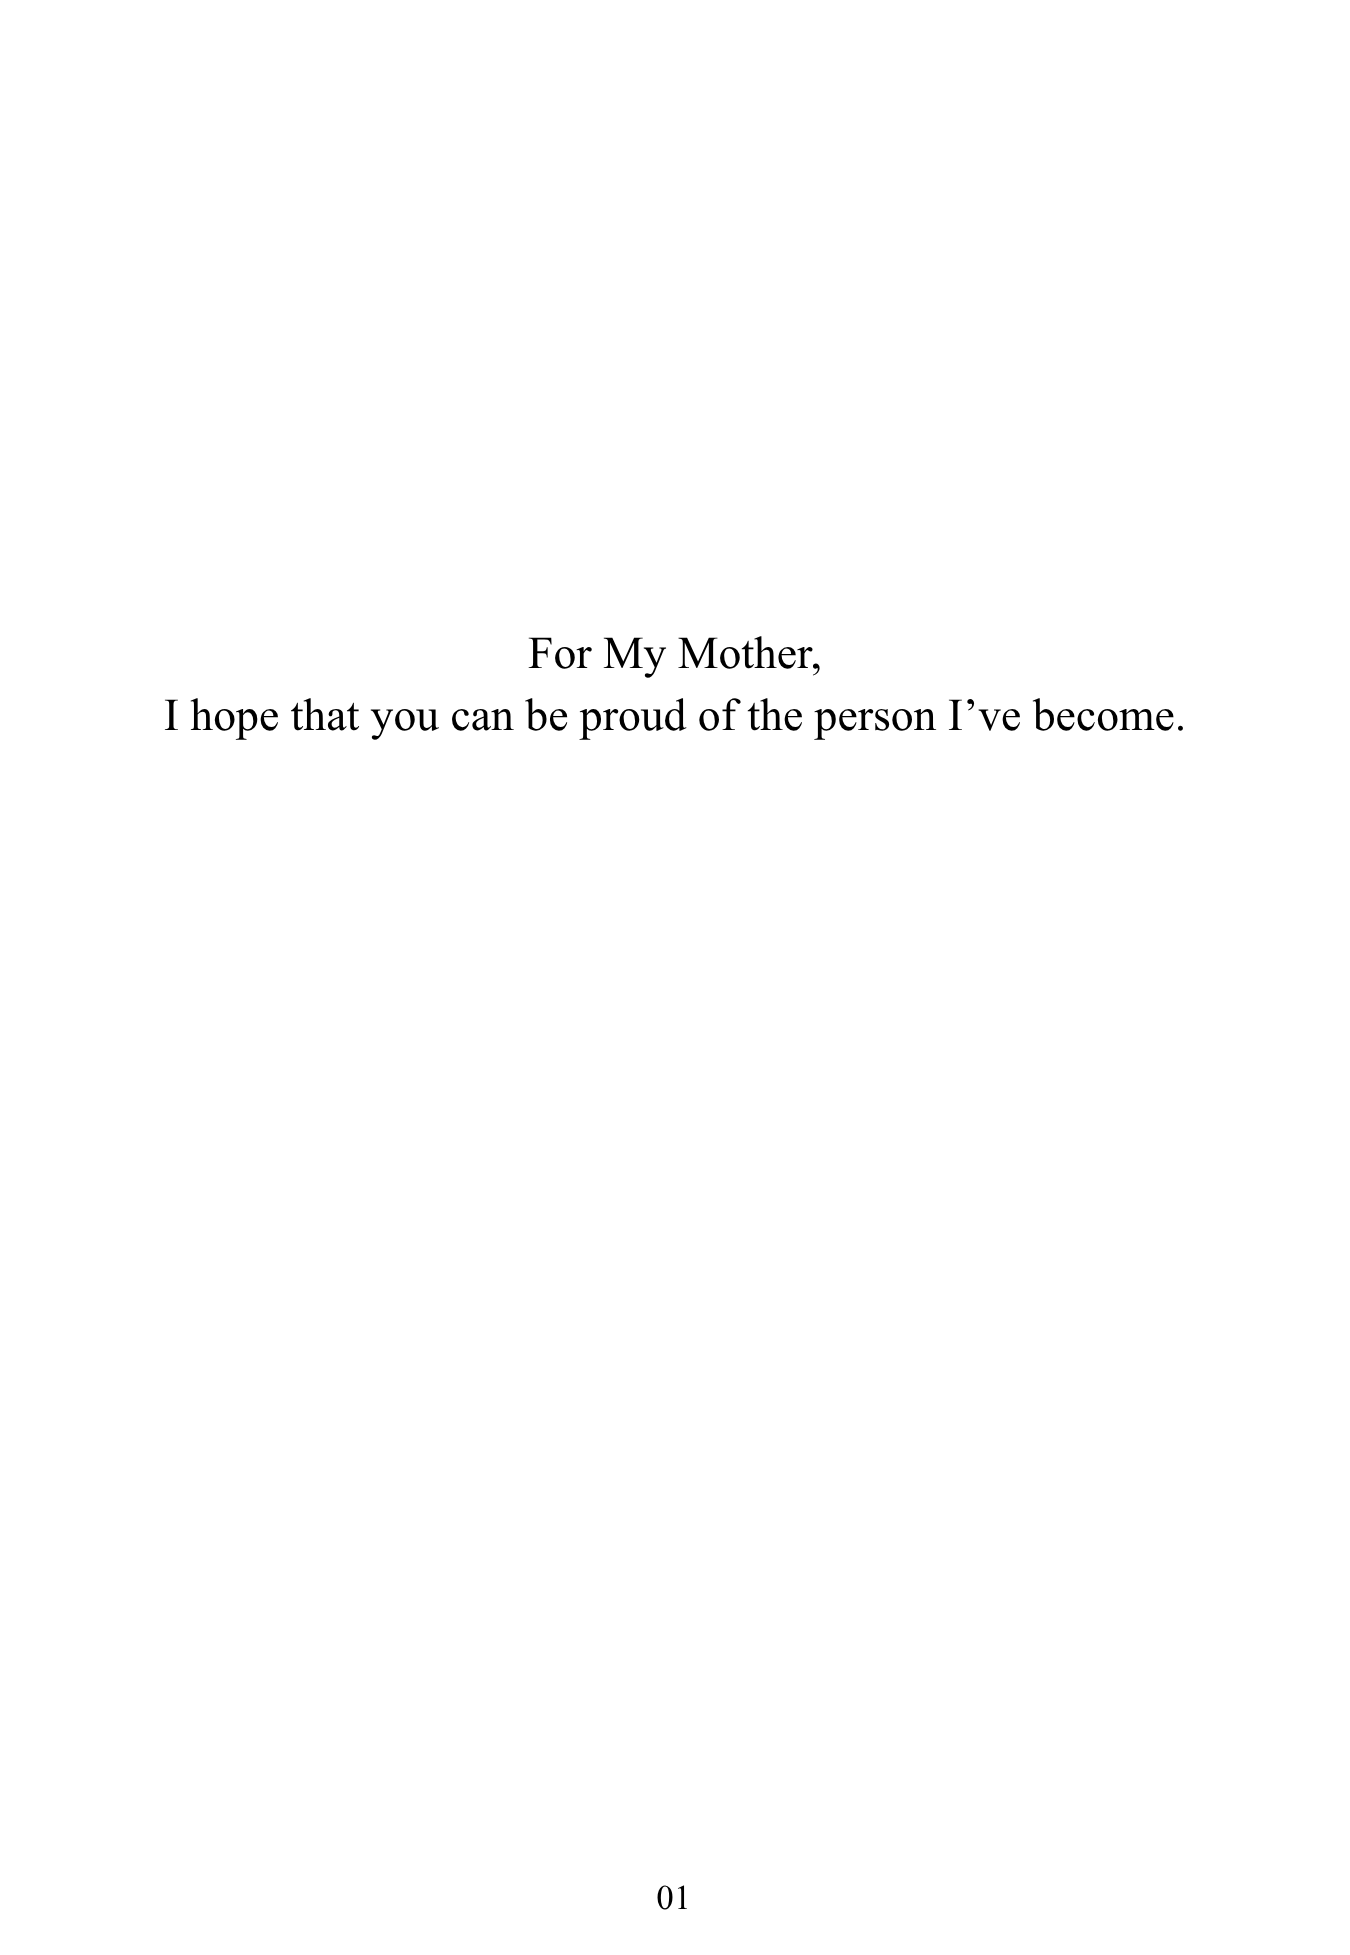 For My Mother,
I hope that you can be proud of the person I’ve become.
01